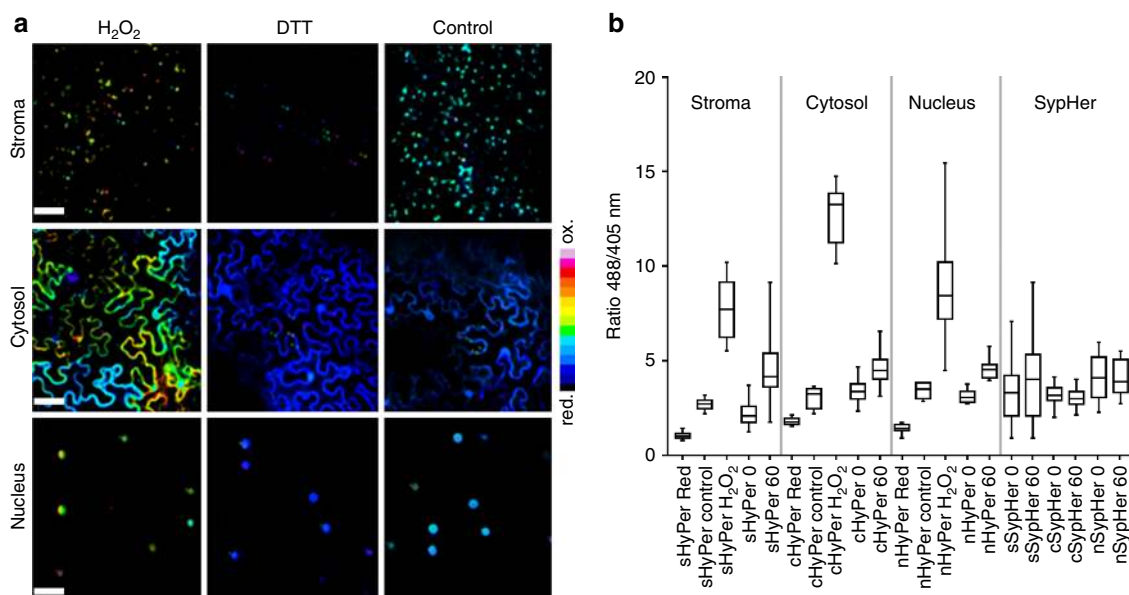 a
H₂O₂
DTT
Control
Stroma
Cytosol
Nucleus
ox.
red.
b
Ratio 488/405 nm
20
15
10
5
0
Stroma
Cytosol
Nucleus
SypHer
sHyPer Red
sHyPer control
sHyPer H₂O₂
sHyPer 0
sHyPer 60
cHyPer Red
cHyPer control
cHyPer H₂O₂
cHyPer 0
cHyPer 60
nHyPer Red
nHyPer control
nHyPer H₂O₂
nHyPer 0
nHyPer 60
sSypHer 0
sSypHer 60
cSypHer 0
cSypHer 60
nSypHer 0
nSypHer 60